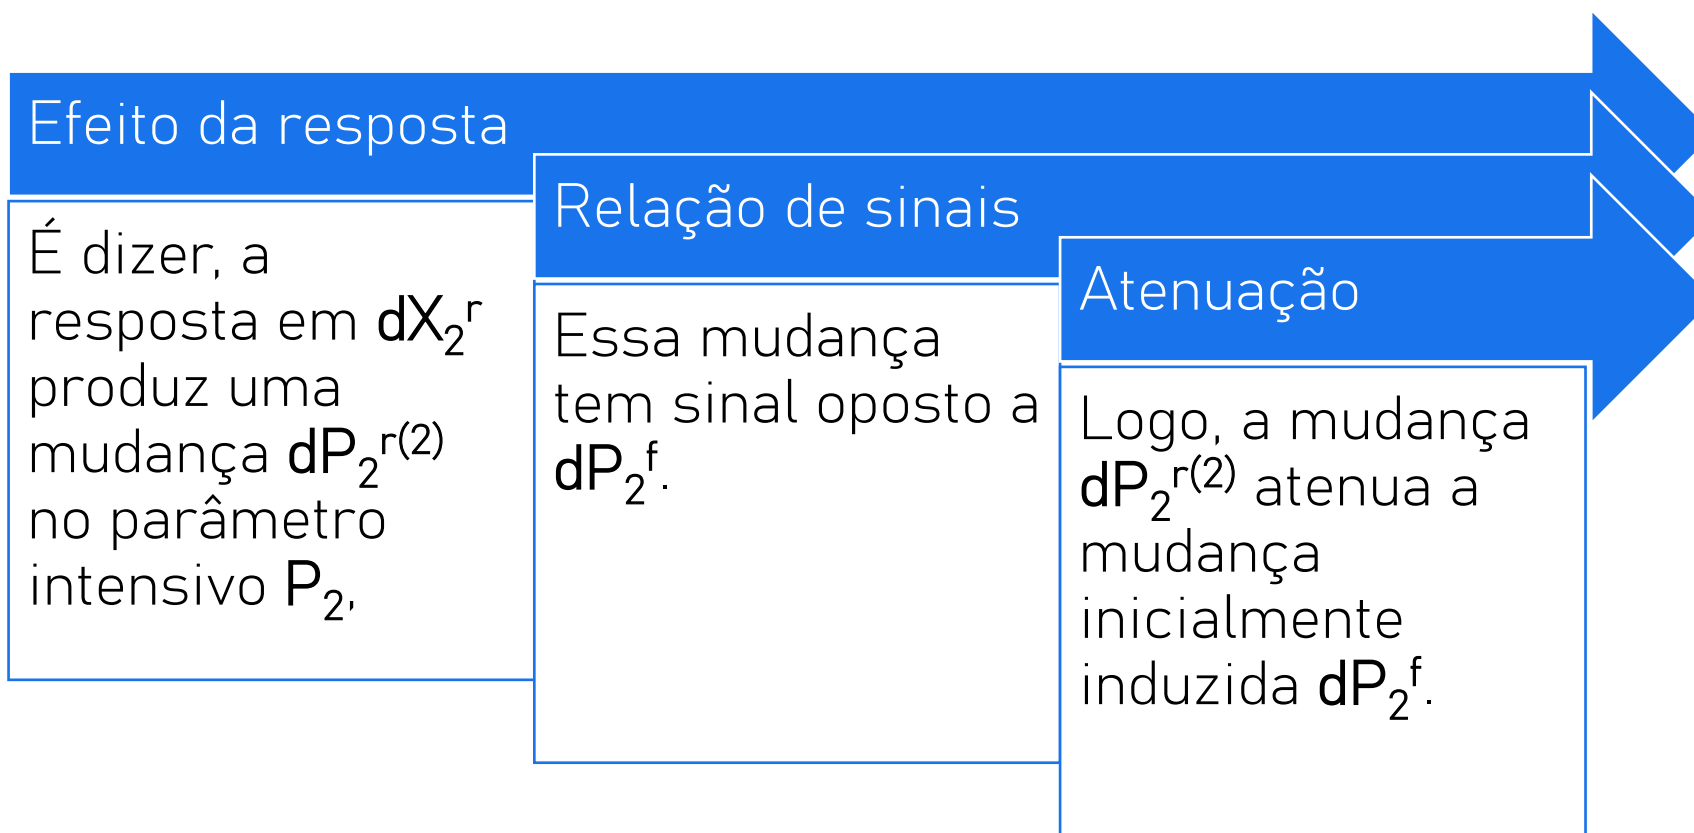 Efeito da resposta
É dizer, a
resposta em dX₂ʳ
produz uma
mudança dP₂ʳ⁽²⁾
no parâmetro
intensivo P₂,
Relação de sinais
Essa mudança
tem sinal oposto a
dP₂ᶠ.
Atenuação
Logo, a mudança
dP₂ʳ⁽²⁾ atenua a
mudança
inicialmente
induzida dP₂ᶠ.